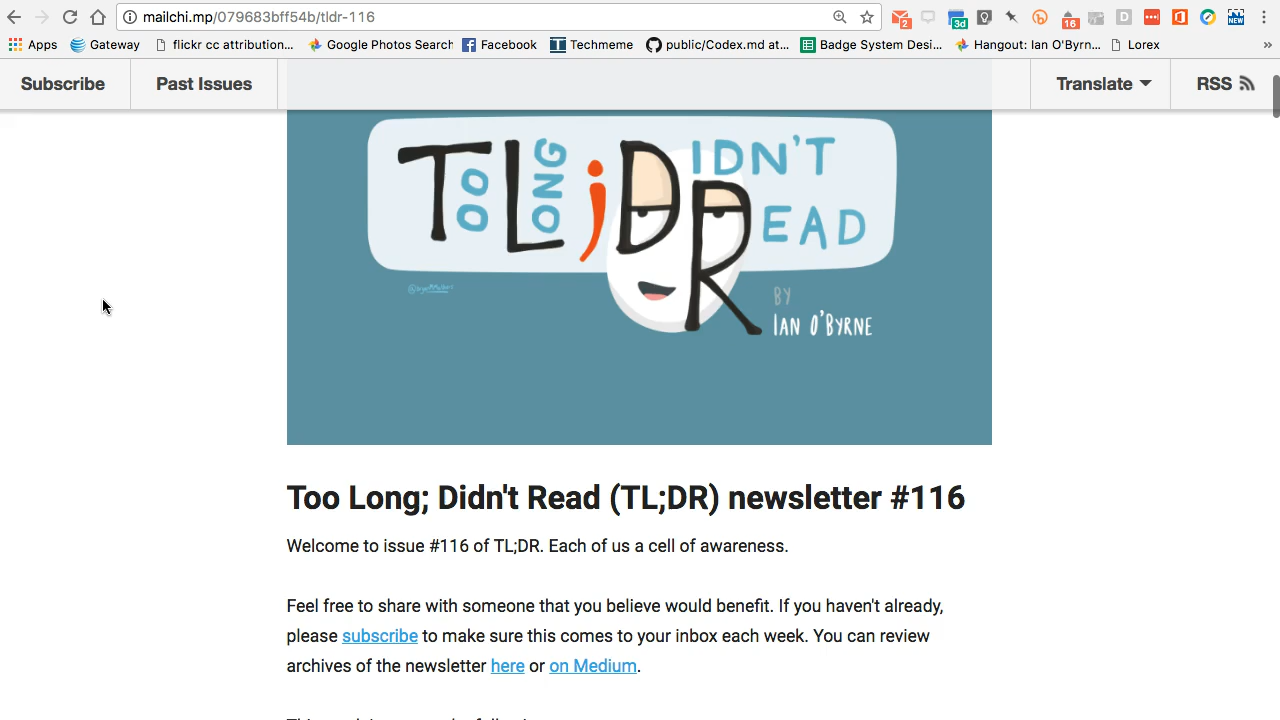 mailchi.mp/079683bff54b/tldr-116
2
3d
16
D
NEW
Apps
Gateway
flickr cc attribution...
Google Photos Search
Facebook
Techmeme
public/Codex.md at...
Badge System Desi...
Hangout: Ian O'Byrn...
Lorex
»
Subscribe
Past Issues
Translate
RSS
TOO LONG; DIDN'T
READ
BY
IAN O'BYRNE
Too Long; Didn't Read (TL;DR) newsletter #116
Welcome to issue #116 of TL;DR. Each of us a cell of awareness.
Feel free to share with someone that you believe would benefit. If you haven't already,
please subscribe to make sure this comes to your inbox each week. You can review
archives of the newsletter here or on Medium.